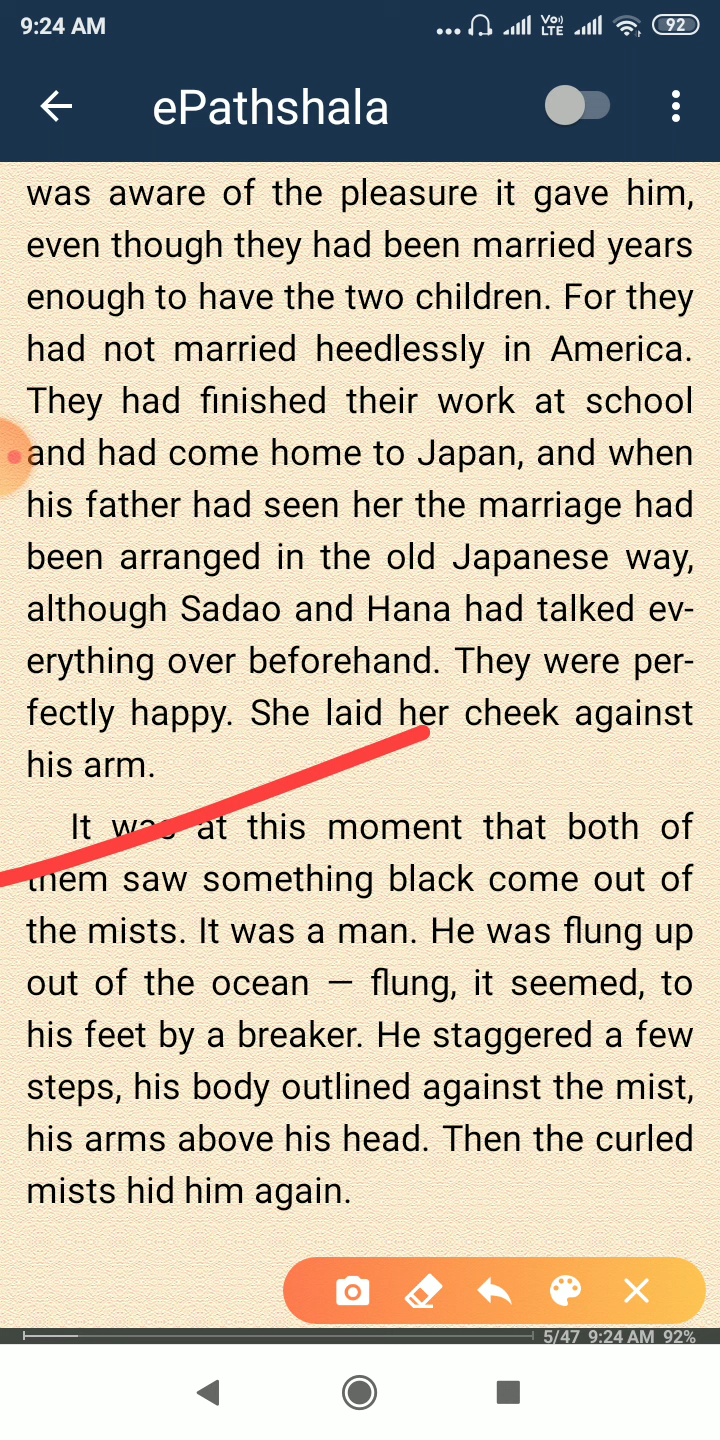 9:24 AM
Vo)) LTE
92
ePathshala
was aware of the pleasure it gave him,
even though they had been married years
enough to have the two children. For they
had not married heedlessly in America.
They had finished their work at school
and had come home to Japan, and when
his father had seen her the marriage had
been arranged in the old Japanese way,
although Sadao and Hana had talked ev-
erything over beforehand. They were per-
fectly happy. She laid her cheek against
his arm.
It was at this moment that both of
them saw something black come out of
the mists. It was a man. He was flung up
out of the ocean — flung, it seemed, to
his feet by a breaker. He staggered a few
steps, his body outlined against the mist,
his arms above his head. Then the curled
mists hid him again.
5/47 9:24 AM 92%